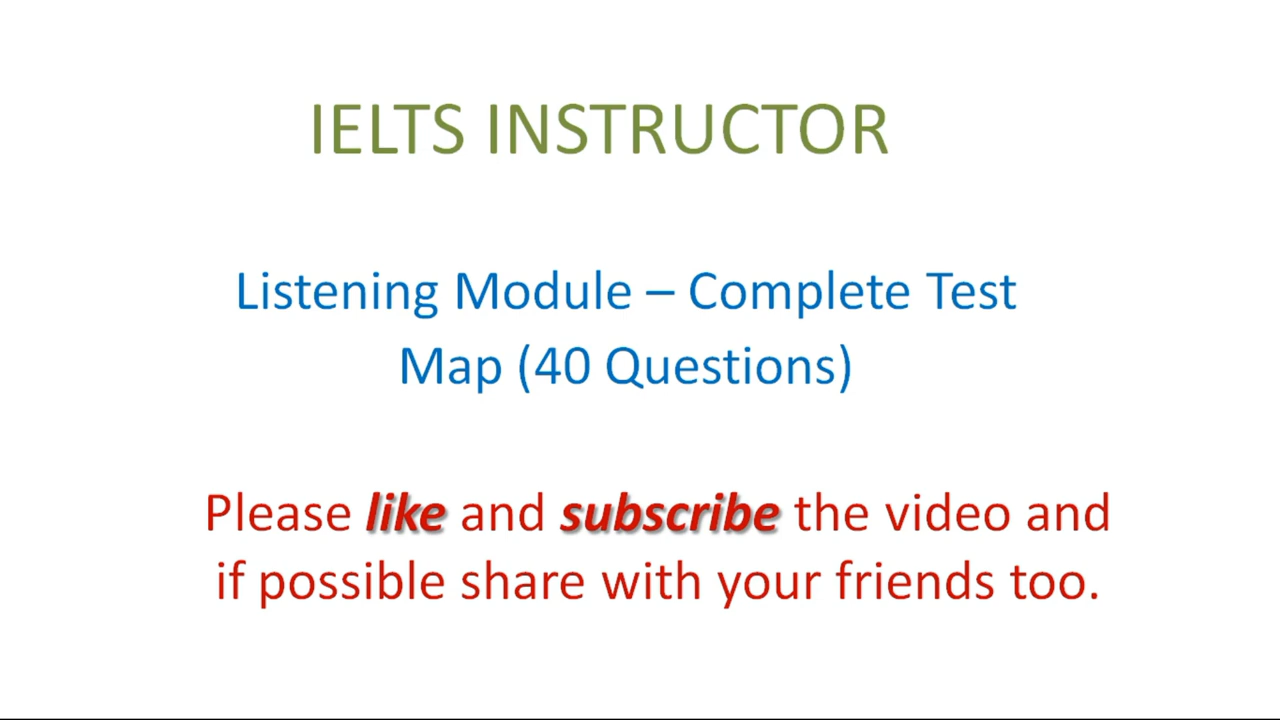 IELTS INSTRUCTOR
Listening Module – Complete Test
Map (40 Questions)
Please like and subscribe the video and
if possible share with your friends too.